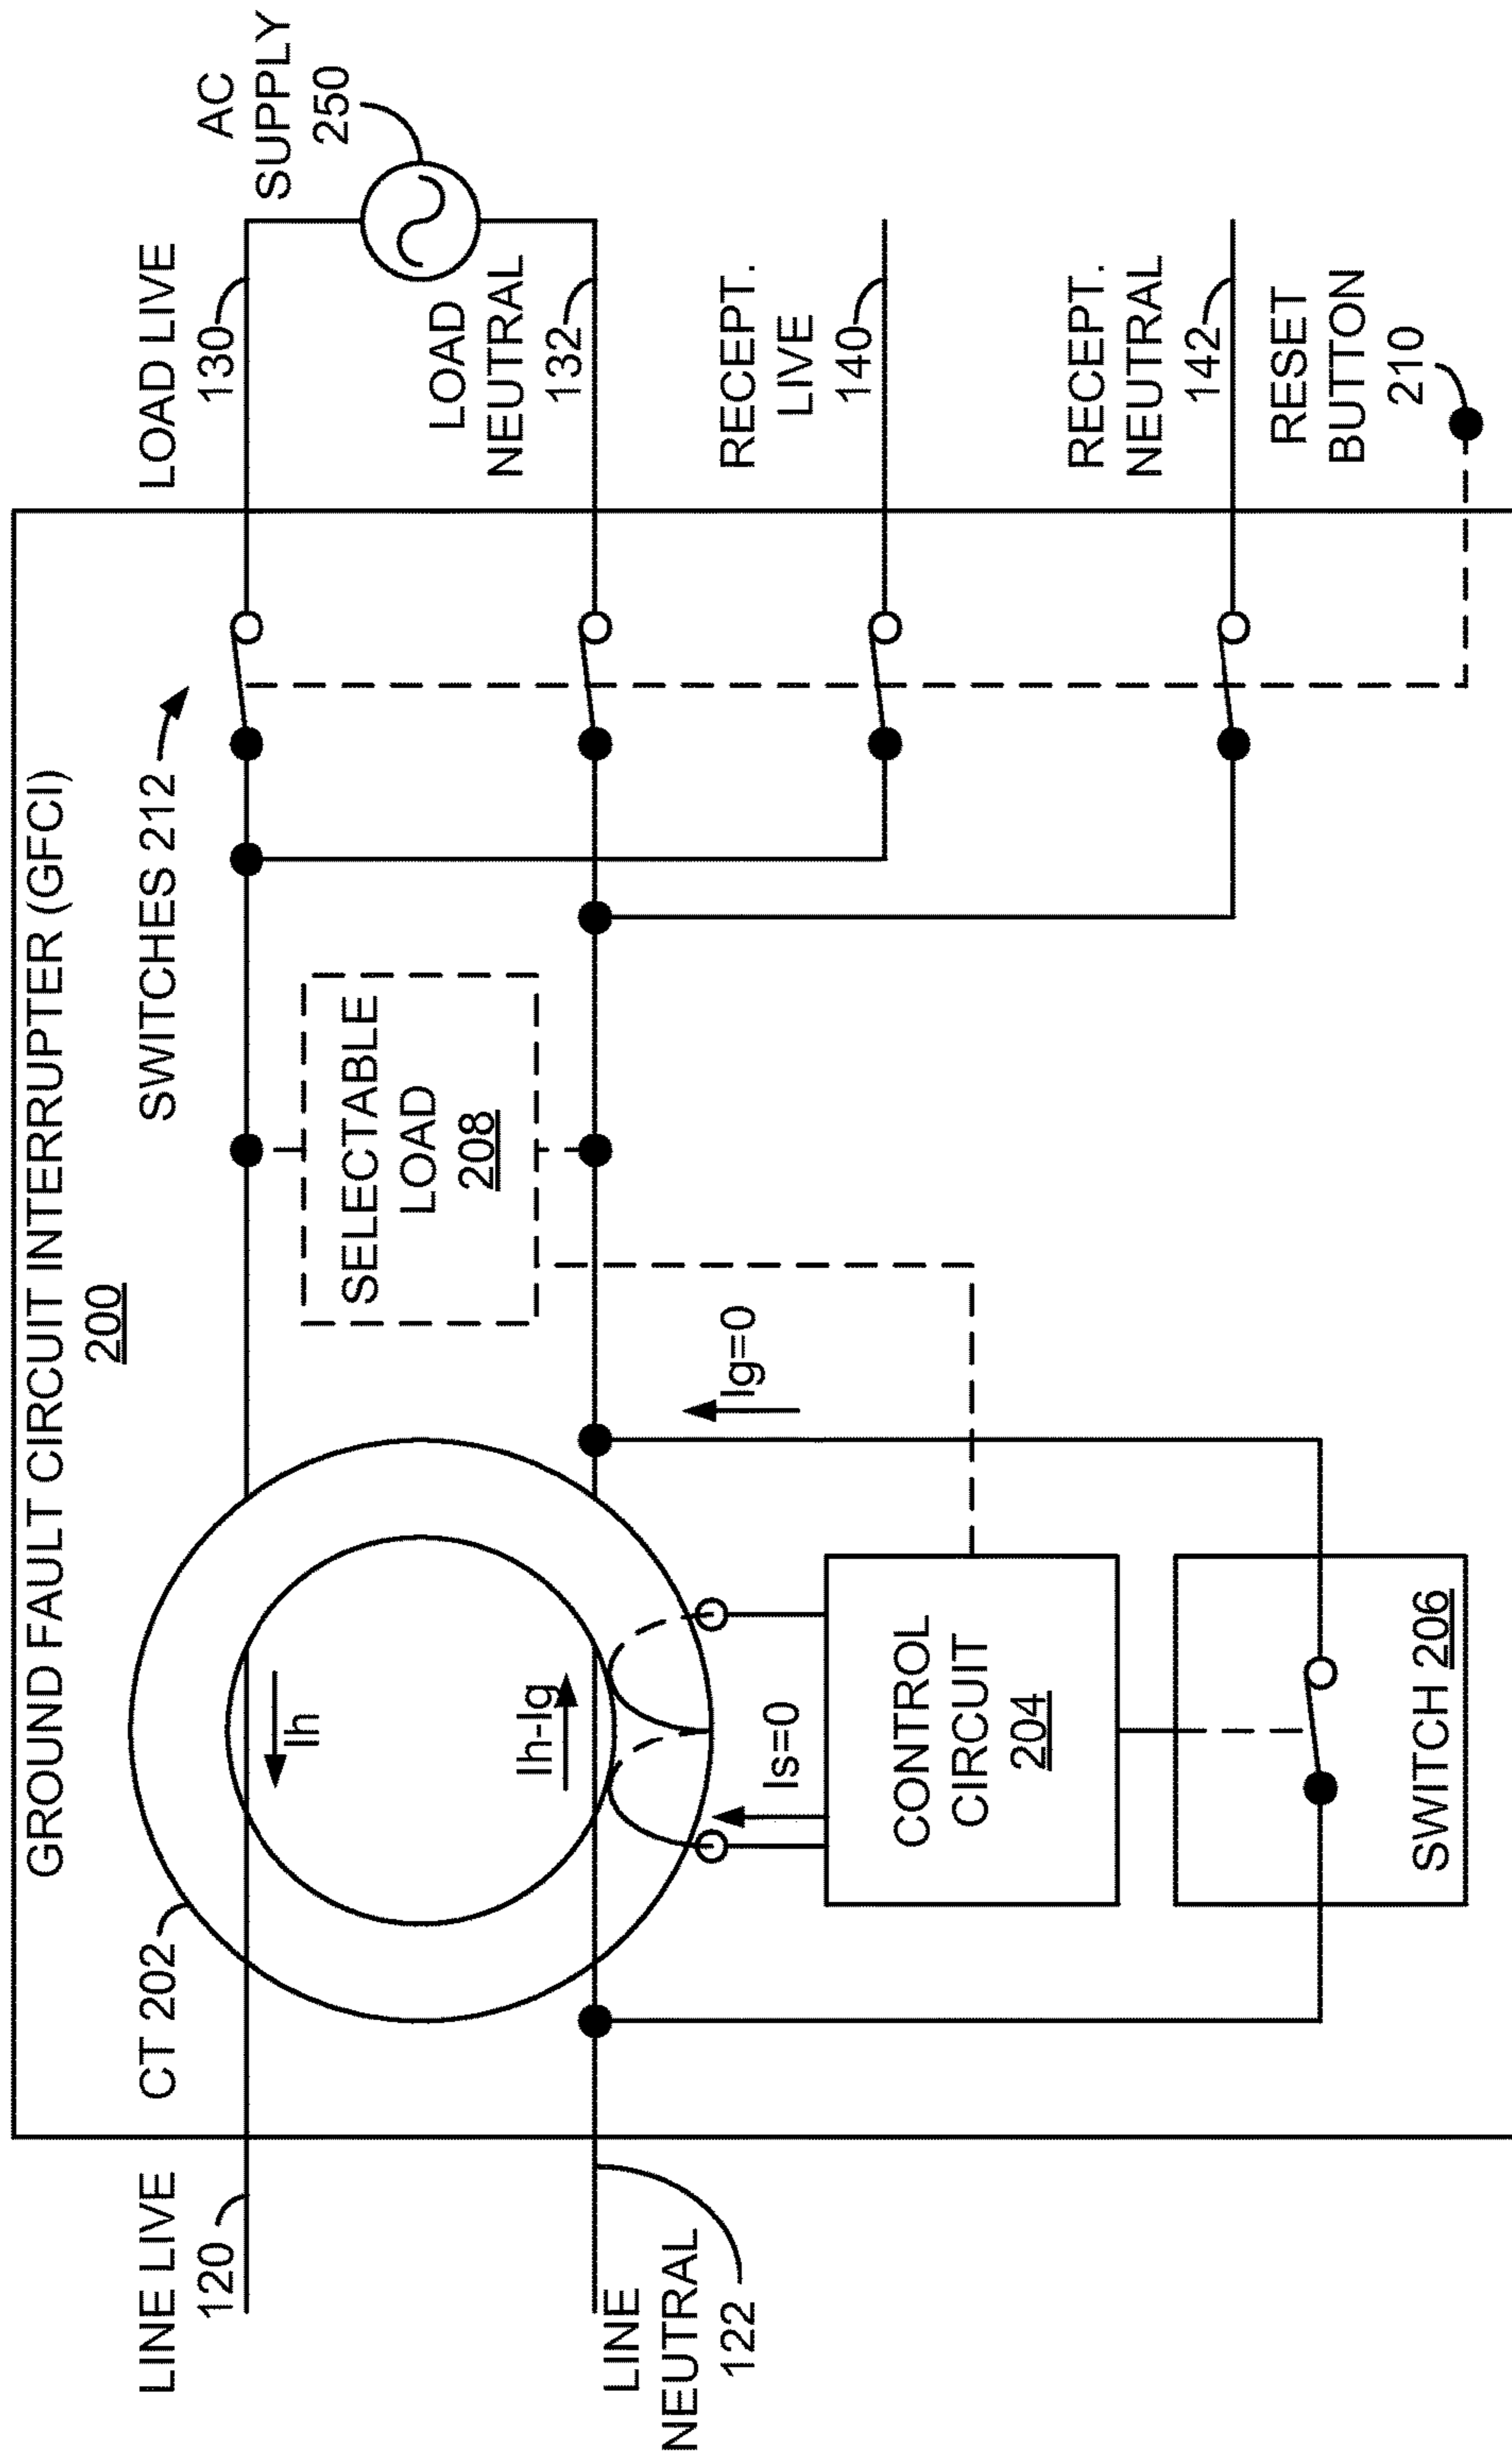 GROUND FAULT CIRCUIT INTERRUPTER (GFCI)
200
LINE LIVE
120
LINE
NEUTRAL
122
CT 202
Ih
Ih-Ig
Is=0
Ig=0
CONTROL
CIRCUIT
204
SWITCH 206
SELECTABLE
LOAD
208
SWITCHES 212
LOAD LIVE
130
AC
SUPPLY
250
LOAD
NEUTRAL
132
RECEPT.
LIVE
140
RECEPT.
NEUTRAL
142
RESET
BUTTON
210